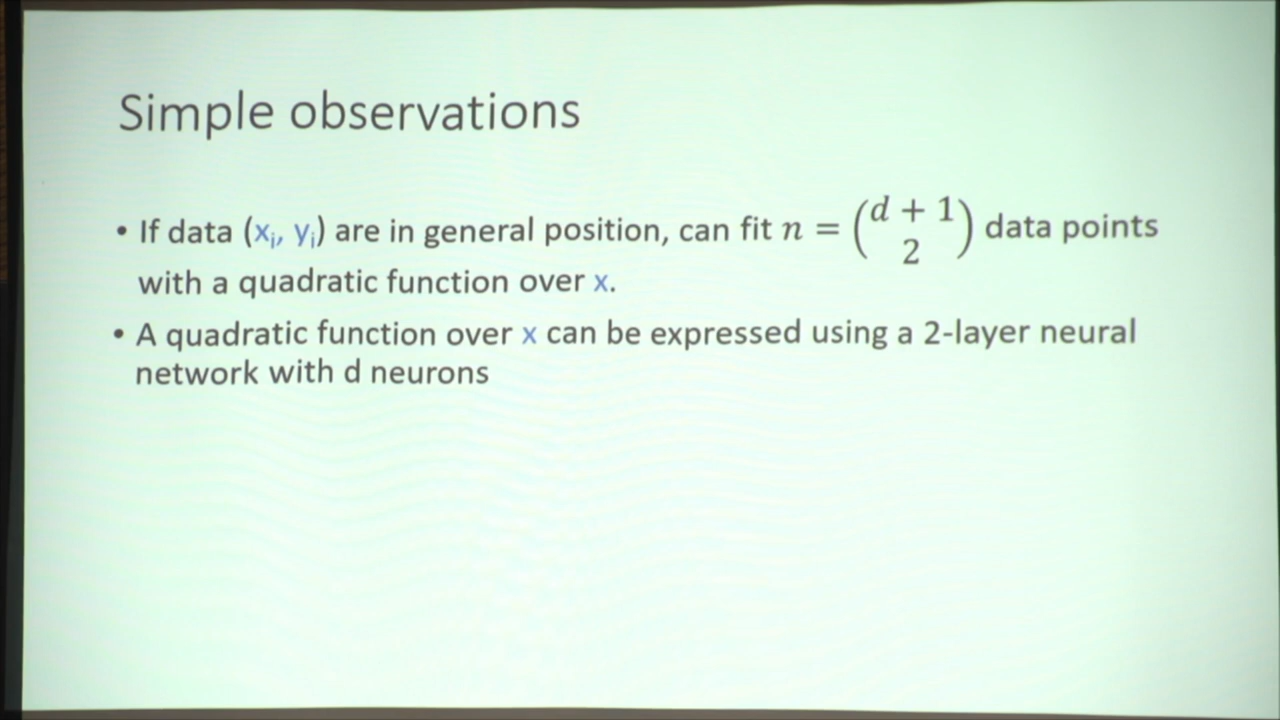 Simple observations
• If data (xᵢ, yᵢ) are in general position, can fit n = (d + 1 2) data points
with a quadratic function over x.
• A quadratic function over x can be expressed using a 2-layer neural
network with d neurons